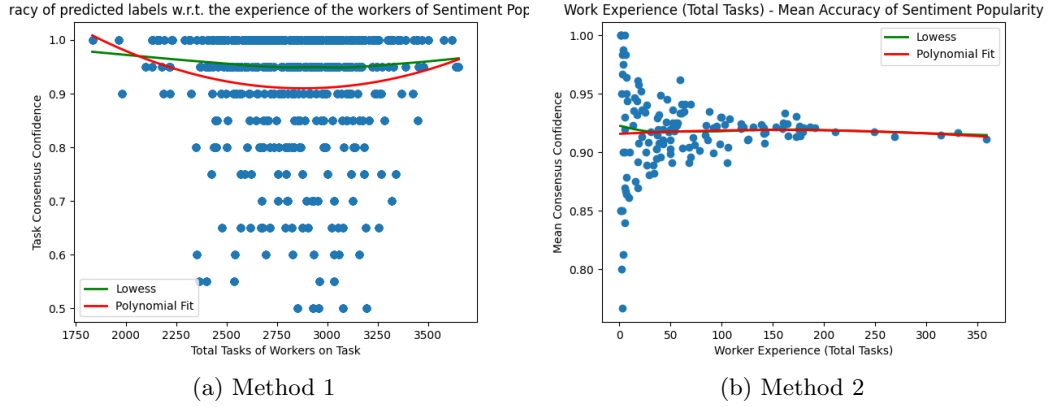 racy of predicted labels w.r.t. the experience of the workers of Sentiment Pop
1.0
0.9
0.8
0.7
0.6
0.5
Task Consensus Confidence
Lowess
Polynomial Fit
1750 2000 2250 2500 2750 3000 3250 3500
Total Tasks of Workers on Task
(a) Method 1
Work Experience (Total Tasks) - Mean Accuracy of Sentiment Popularity
Lowess
Polynomial Fit
1.00
0.95
0.90
0.85
0.80
Mean Consensus Confidence
0 50 100 150 200 250 300 350
Worker Experience (Total Tasks)
(b) Method 2